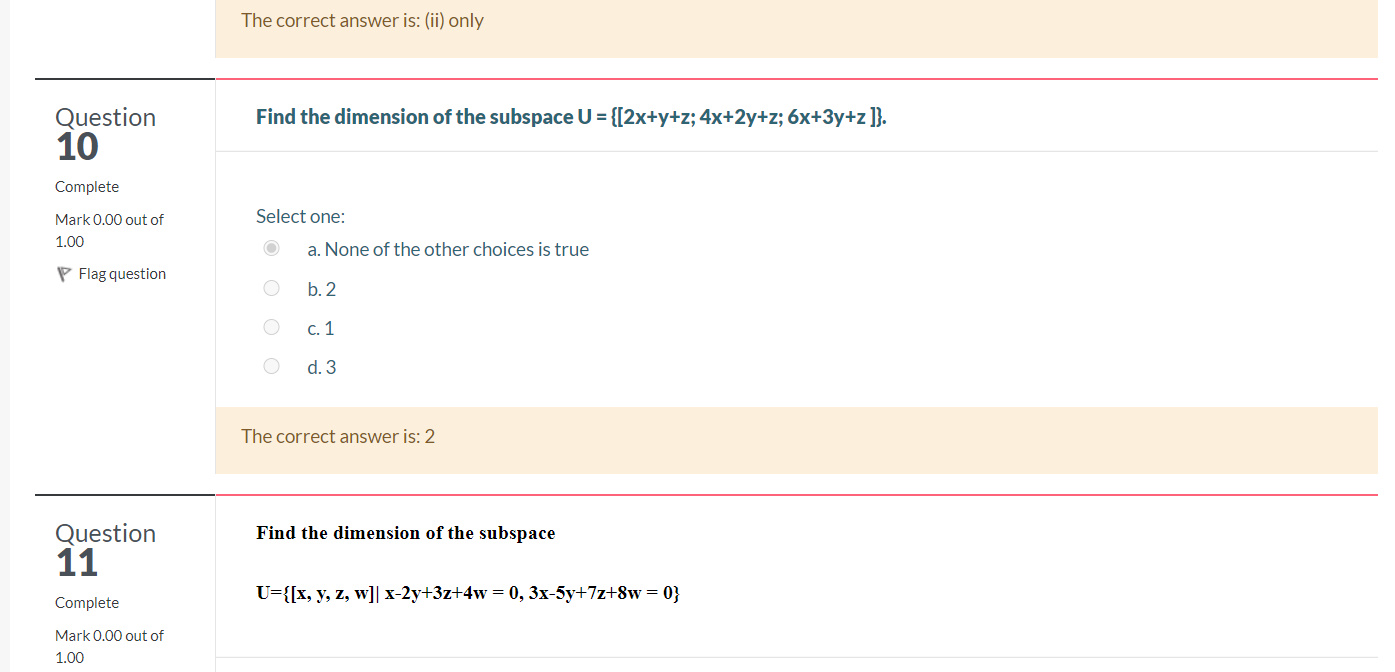 The correct answer is: (ii) only
Question
10
Complete
Mark 0.00 out of
1.00
Flag question
Find the dimension of the subspace U = {[2x+y+z; 4x+2y+z; 6x+3y+z ]}.
Select one:
a. None of the other choices is true
b. 2
c. 1
d. 3
The correct answer is: 2
Question
11
Complete
Mark 0.00 out of
1.00
Find the dimension of the subspace
U={[x, y, z, w]| x-2y+3z+4w = 0, 3x-5y+7z+8w = 0}